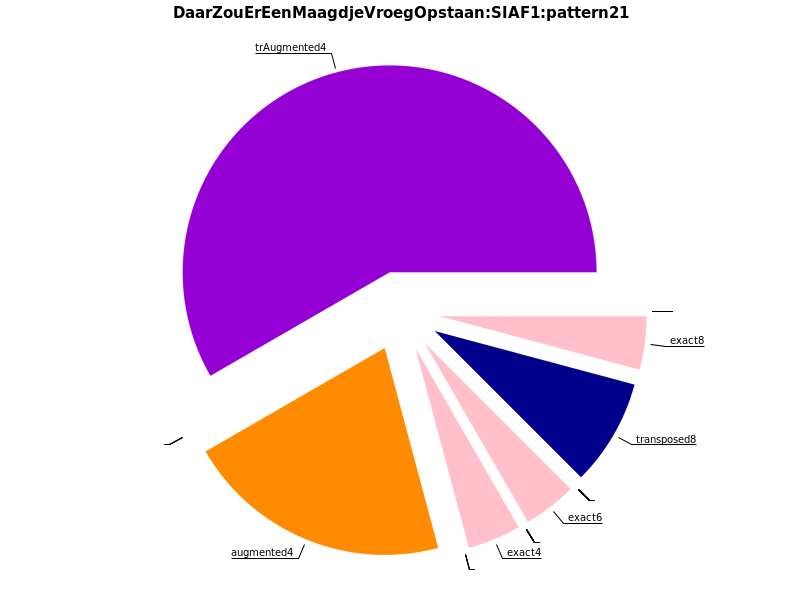 DaarZouErEenMaagdjeVroegOpstaan:SIAF1:pattern21
trAugmented4
exact8
transposed8
exact6
exact4
augmented4